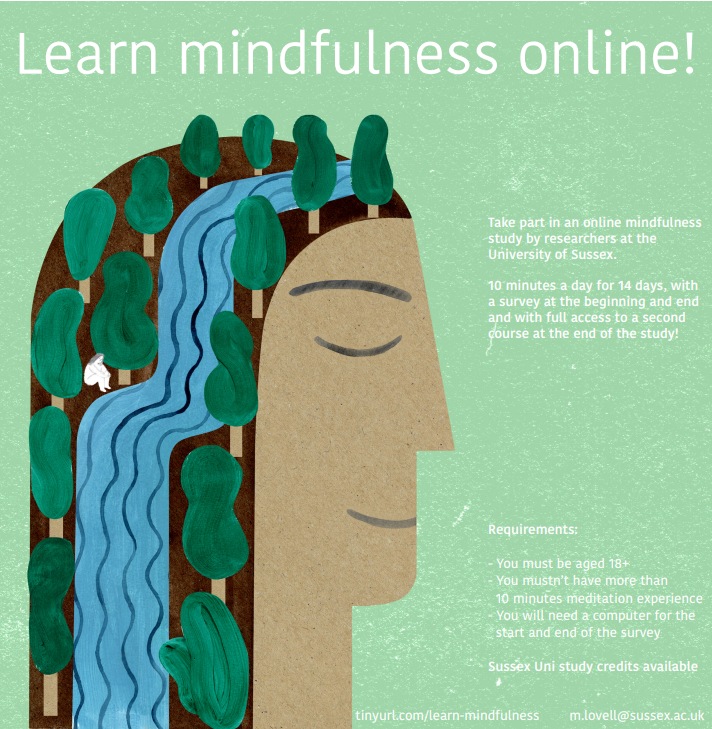 Learn mindfulness online!
Take part in an online mindfulness
study by researchers at the
University of Sussex.
10 minutes a day for 14 days, with
a survey at the beginning and end
and with full access to a second
course at the end of the study!
Requirements:
- You must be aged 18+
- You mustn't have more than
10 minutes meditation experience
- You will need a computer for the
start and end of the survey
Sussex Uni study credits available
tinyurl.com/learn-mindfulness m.lovell@sussex.ac.uk